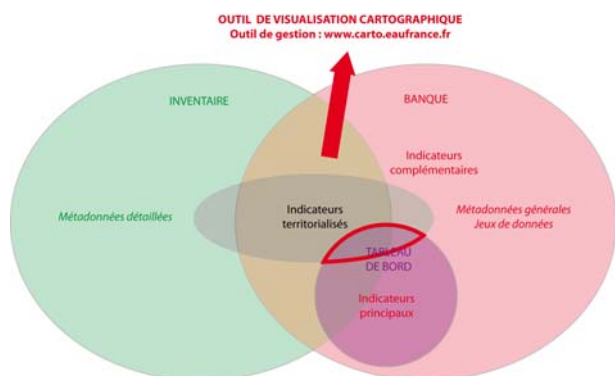 OUTIL DE VISUALISATION CARTOGRAPHIQUE
Outil de gestion : www.carto.eaufrance.fr
INVENTAIRE
BANQUE
Indicateurs
complémentaires
Métadonnées détaillées
Indicateurs
territorialisés
Métadonnées générales
Jeux de données
TABLEAU
DE BORD
Indicateurs
principaux